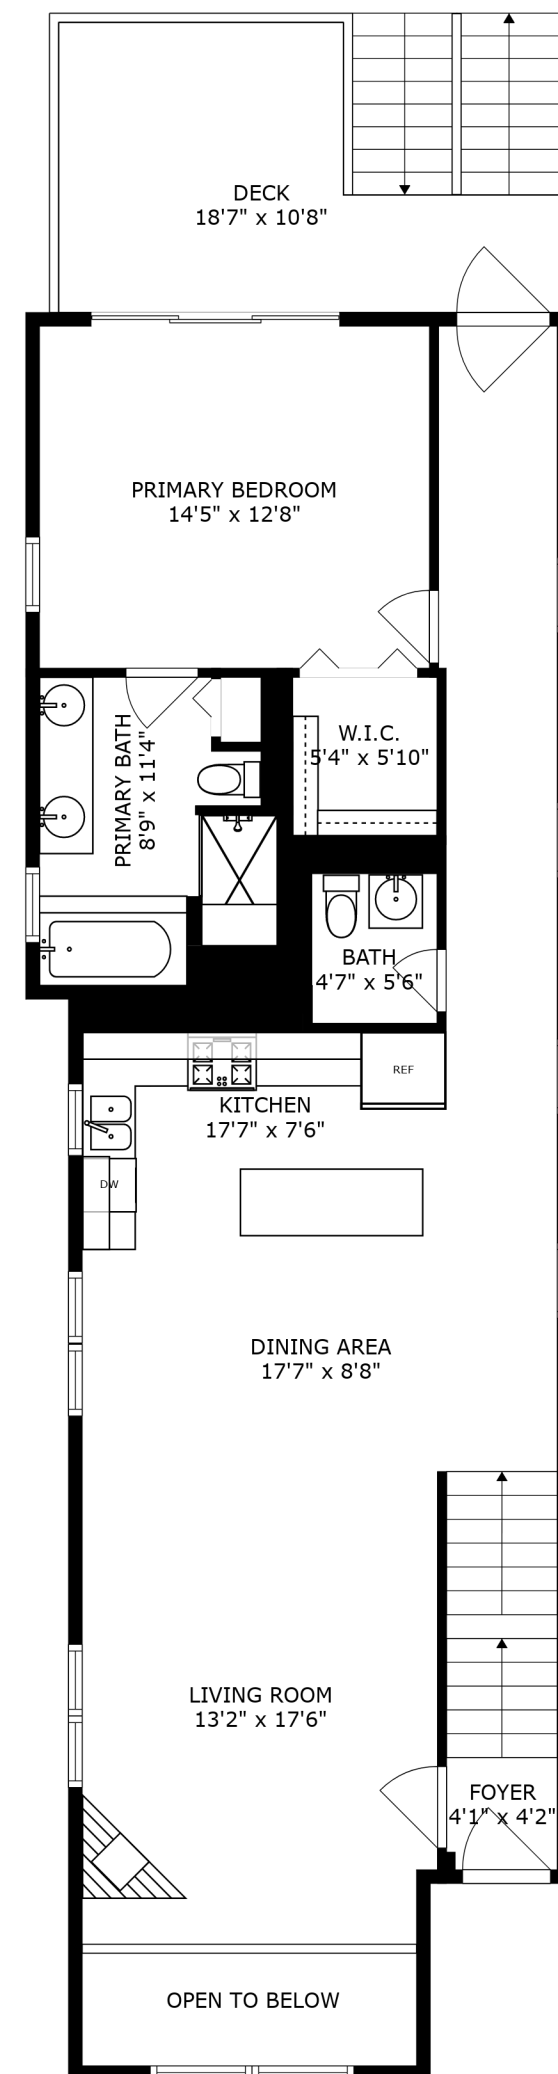 DECK
18'7" x 10'8"
PRIMARY BEDROOM
14'5" x 12'8"
PRIMARY BATH
8'9" x 11'4"
W.I.C.
5'4" x 5'10"
BATH
4'7" x 5'6"
REF
KITCHEN
17'7" x 7'6"
DW
DINING AREA
17'7" x 8'8"
LIVING ROOM
13'2" x 17'6"
FOYER
4'1" x 4'2"
OPEN TO BELOW